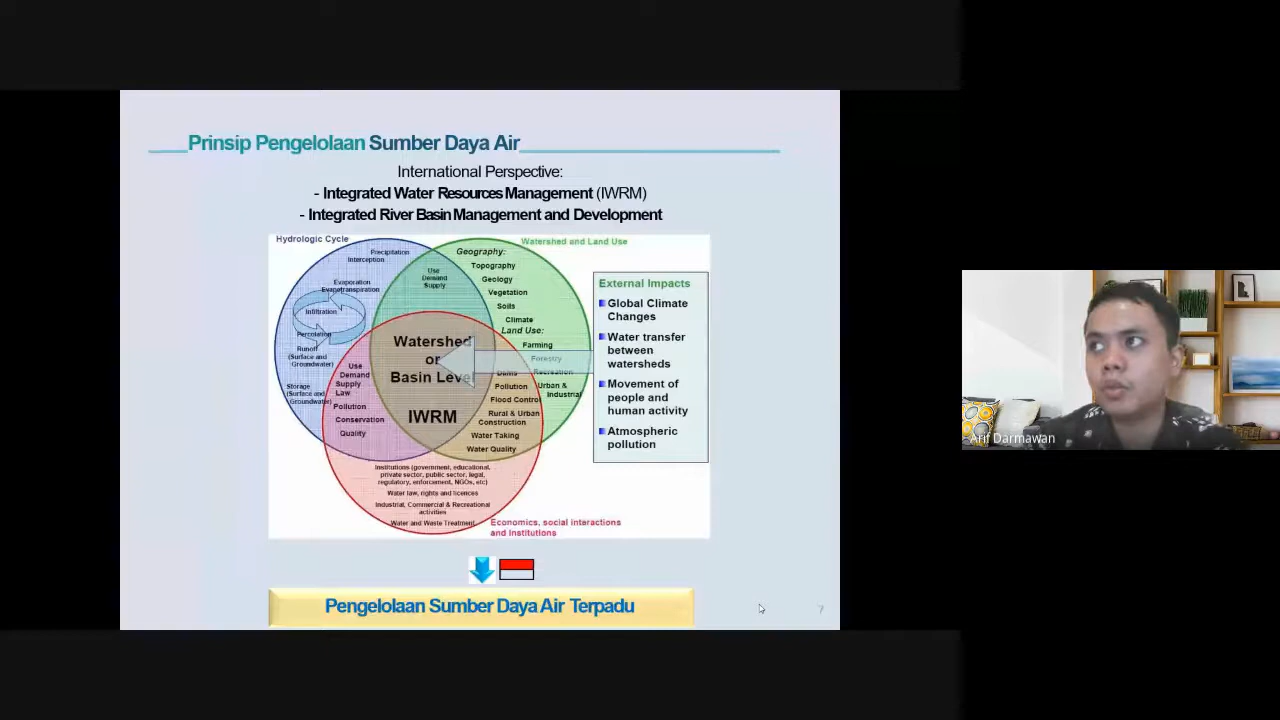 Prinsip Pengelolaan Sumber Daya Air
International Perspective:
- Integrated Water Resources Management (IWRM)
- Integrated River Basin Management and Development
Hydrologic Cycle
Precipitation
Interception
Evaporation
Evapotranspiration
Infiltration
Percolation
Runoff
(Surface and
Groundwater)
Storage
(Surface and
Groundwater)
Use
Demand
Supply
Watershed and Land Use
Geography:
Topography
Geology
Vegetation
Soils
Climate
Land Use:
Farming
Forestry
Recreation
Urban &
Industrial
Watershed
or
Basin Level
IWRM
Use
Demand
Supply
Law
Pollution
Conservation
Quality
Dams
Pollution
Flood Control
Rural & Urban
Construction
Water Taking
Water Quality
Institutions (government, educational,
private sector, public sector, legal,
regulatory, enforcement, NGOs, etc)
Water law, rights and licences
Industrial, Commercial & Recreational
activities
Water and Waste Treatment
Economics, social interactions
and Institutions
External Impacts
Global Climate
Changes
Water transfer
between
watersheds
Movement of
people and
human activity
Atmospheric
pollution
Pengelolaan Sumber Daya Air Terpadu
7
Arif Darmawan